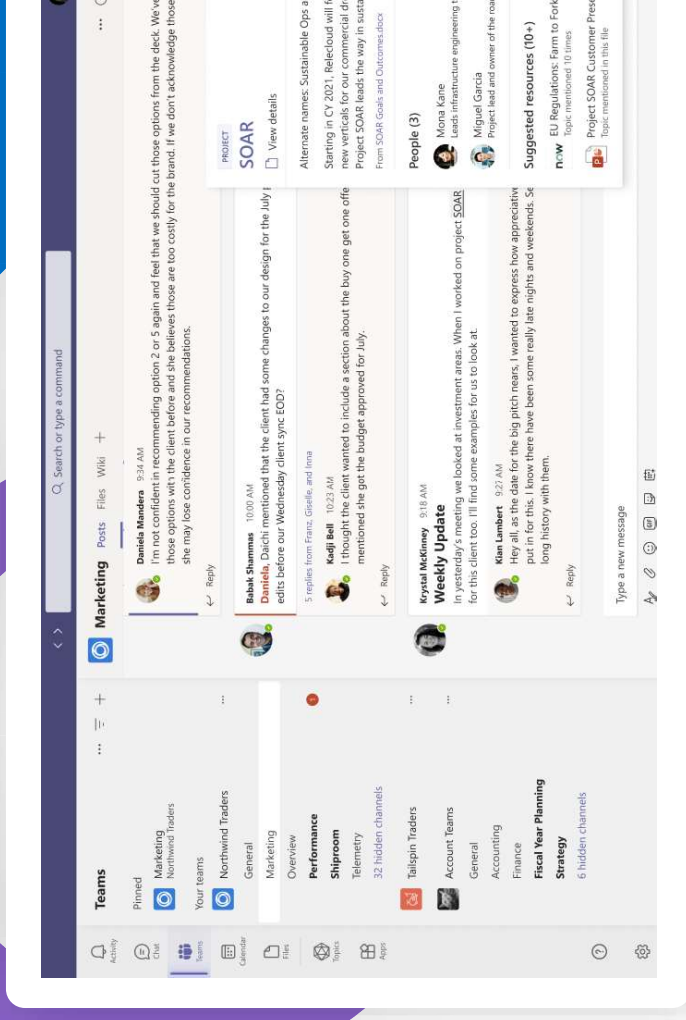 Search or type a command
Activity
Chat
Teams
Calendar
Files
Topics
Apps
Teams
Pinned
Marketing
Northwind Traders
Your teams
Northwind Traders
General
Marketing
Overview
Performance
Shiproom
Telemetry
32 hidden channels
Tailspin Traders
Account Teams
General
Accounting
Finance
Fiscal Year Planning
Strategy
6 hidden channels
Marketing Posts Files Wiki
Daniela Mandera 9:34 AM
I'm not confident in recommending option 2 or 5 again and feel that we should cut those options from the deck. We've
those options with the client before and she believes those are too costly for the brand. If we don't acknowledge those
she may lose confidence in our recommendations.
Reply
Babak Shammas 10:00 AM
Daniela, Daichi mentioned that the client had some changes to our design for the July
edits before our Wednesday client sync EOD?
5 replies from Franz, Giselle, and Inna
Kadji Bell 10:23 AM
I thought the client wanted to include a section about the buy one get one offe
mentioned she got the budget approved for July.
Reply
Krystal McKinney 9:18 AM
Weekly Update
In yesterday's meeting we looked at investment areas. When I worked on project SOAR
for this client too. I'll find some examples for us to look at.
Kian Lambert 9:27 AM
Hey all, as the date for the big pitch nears, I wanted to express how appreciative
put in for this. I know there have been some really late nights and weekends. Se
long history with them.
Reply
Type a new message
GIF
PROJECT
SOAR
View details
Alternate names: Sustainable Ops a
Starting in CY 2021, Relecloud will f
new verticals for our commercial dr
Project SOAR leads the way in susta
From SOAR Goals and Outcomes.docx
People (3)
Mona Kane
Leads infrastructure engineering t
Miguel Garcia
Project lead and owner of the roa
Suggested resources (10+)
now
EU Regulations: Farm to Fork
Topic mentioned 10 times
Project SOAR Customer Prese
Topic mentioned in this file